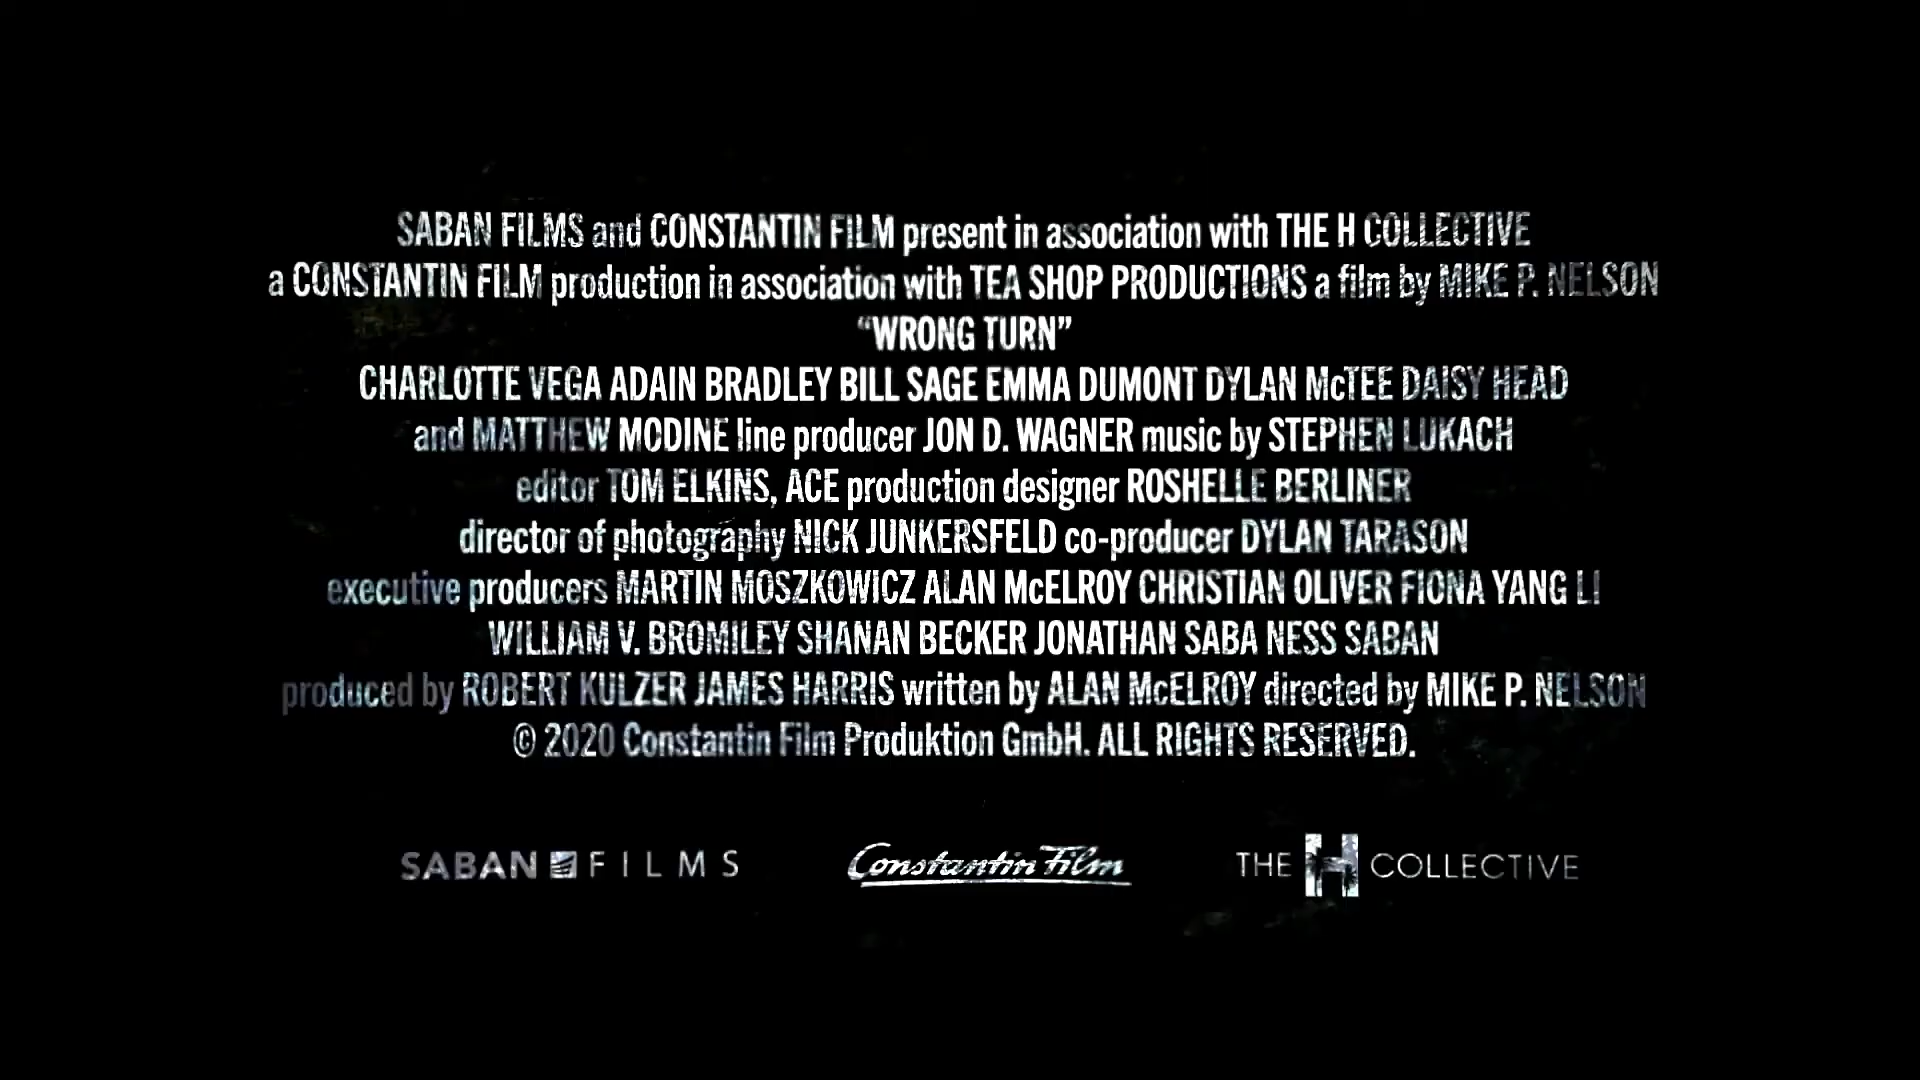 SABAN FILMS and CONSTANTIN FILM present in association with THE H COLLECTIVE
a CONSTANTIN FILM production in association with TEA SHOP PRODUCTIONS a film by MIKE P. NELSON
“WRONG TURN”
CHARLOTTE VEGA ADAIN BRADLEY BILL SAGE EMMA DUMONT DYLAN McTEE DAISY HEAD
and MATTHEW MODINE line producer JON D. WAGNER music by STEPHEN LUKACH
editor TOM ELKINS, ACE production designer ROSHELLE BERLINER
director of photography NICK JUNKERSFELD co-producer DYLAN TARASON
executive producers MARTIN MOSZKOWICZ ALAN McELROY CHRISTIAN OLIVER FIONA YANG LI
WILLIAM V. BROMILEY SHANAN BECKER JONATHAN SABA NESS SABAN
produced by ROBERT KULZER JAMES HARRIS written by ALAN McELROY directed by MIKE P. NELSON
© 2020 Constantin Film Produktion GmbH. ALL RIGHTS RESERVED.
SABAN FILMS Constantin Film THE H COLLECTIVE